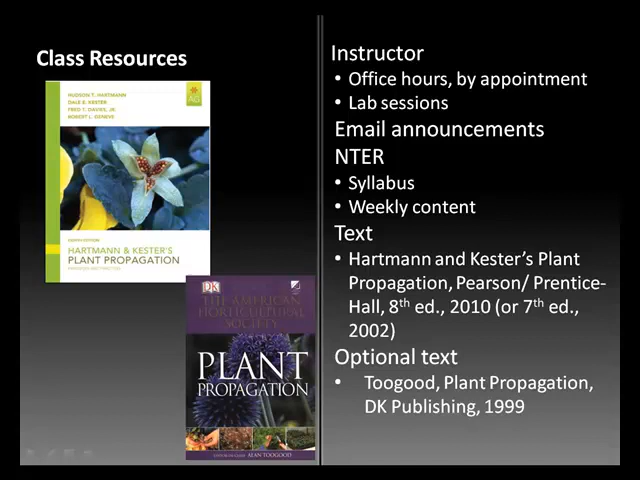 Class Resources
HUDSON T. HARTMANN
DALE E. KESTER
FRED T. DAVIES, JR.
ROBERT L. GENEVE
HARTMANN & KESTER'S
PLANT PROPAGATION
DK
THE AMERICAN
HORTICULTURAL
SOCIETY
PLANT
PROPAGATION
ALAN TOOGOOD
Instructor
• Office hours, by appointment
• Lab sessions
Email announcements
NTER
• Syllabus
• Weekly content
Text
• Hartmann and Kester's Plant
Propagation, Pearson/ Prentice-
Hall, 8th ed., 2010 (or 7th ed.,
2002)
Optional text
• Toogood, Plant Propagation,
DK Publishing, 1999